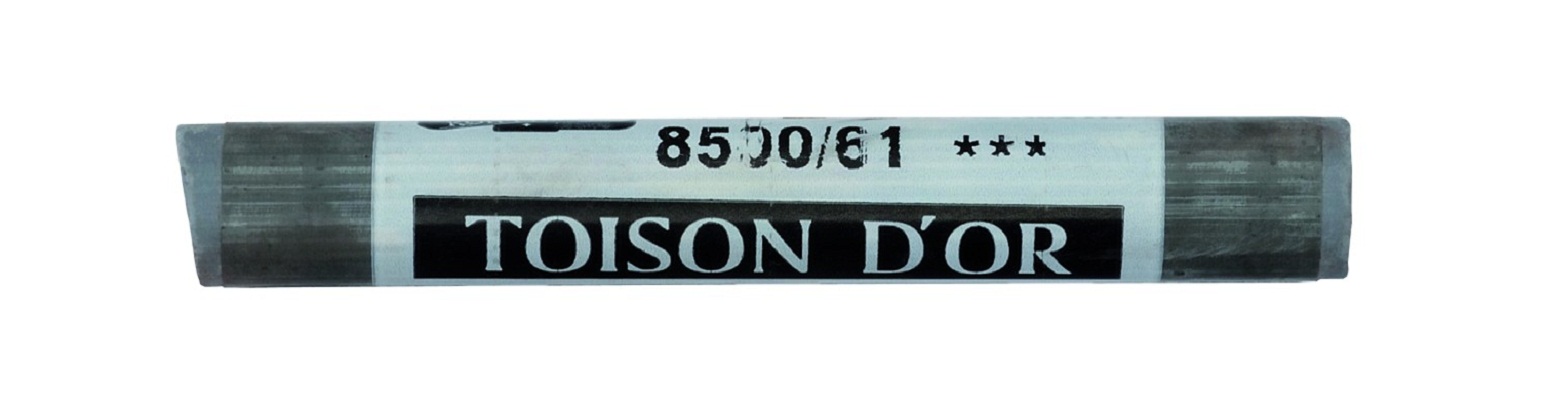 8500/61 ***
TOISON D'OR